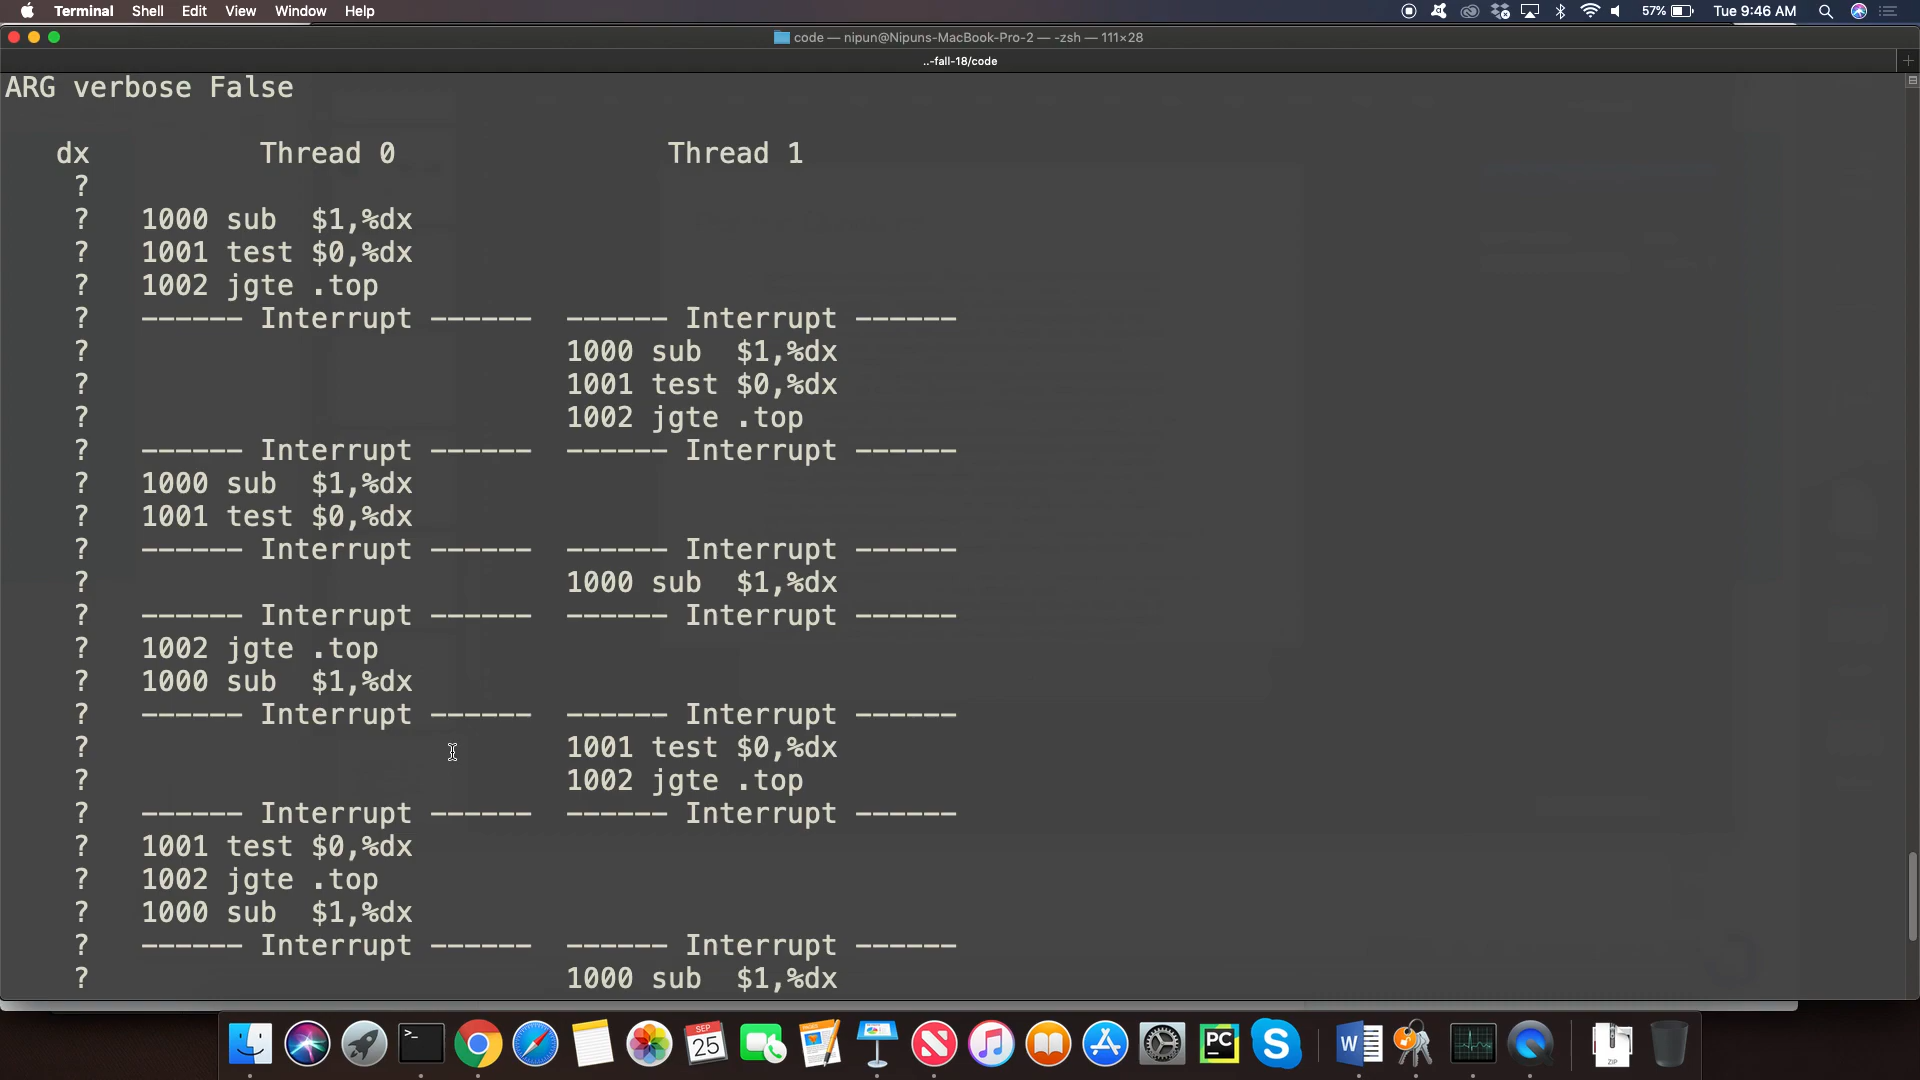 Terminal Shell Edit View Window Help 57% Tue 9:46 AM
code — nipun@Nipuns-MacBook-Pro-2 — -zsh — 111×28
..-fall-18/code
ARG verbose False
dx Thread 0 Thread 1
?
? 1000 sub $1,%dx
? 1001 test $0,%dx
? 1002 jgte .top
? ------ Interrupt ------ ------ Interrupt ------
? 1000 sub $1,%dx
? 1001 test $0,%dx
? 1002 jgte .top
? ------ Interrupt ------ ------ Interrupt ------
? 1000 sub $1,%dx
? 1001 test $0,%dx
? ------ Interrupt ------ ------ Interrupt ------
? 1000 sub $1,%dx
? ------ Interrupt ------ ------ Interrupt ------
? 1002 jgte .top
? 1000 sub $1,%dx
? ------ Interrupt ------ ------ Interrupt ------
? 1001 test $0,%dx
? 1002 jgte .top
? ------ Interrupt ------ ------ Interrupt ------
? 1001 test $0,%dx
? 1002 jgte .top
? 1000 sub $1,%dx
? ------ Interrupt ------ ------ Interrupt ------
? 1000 sub $1,%dx
>_ SEP 25 PAGES PC S W ZIP